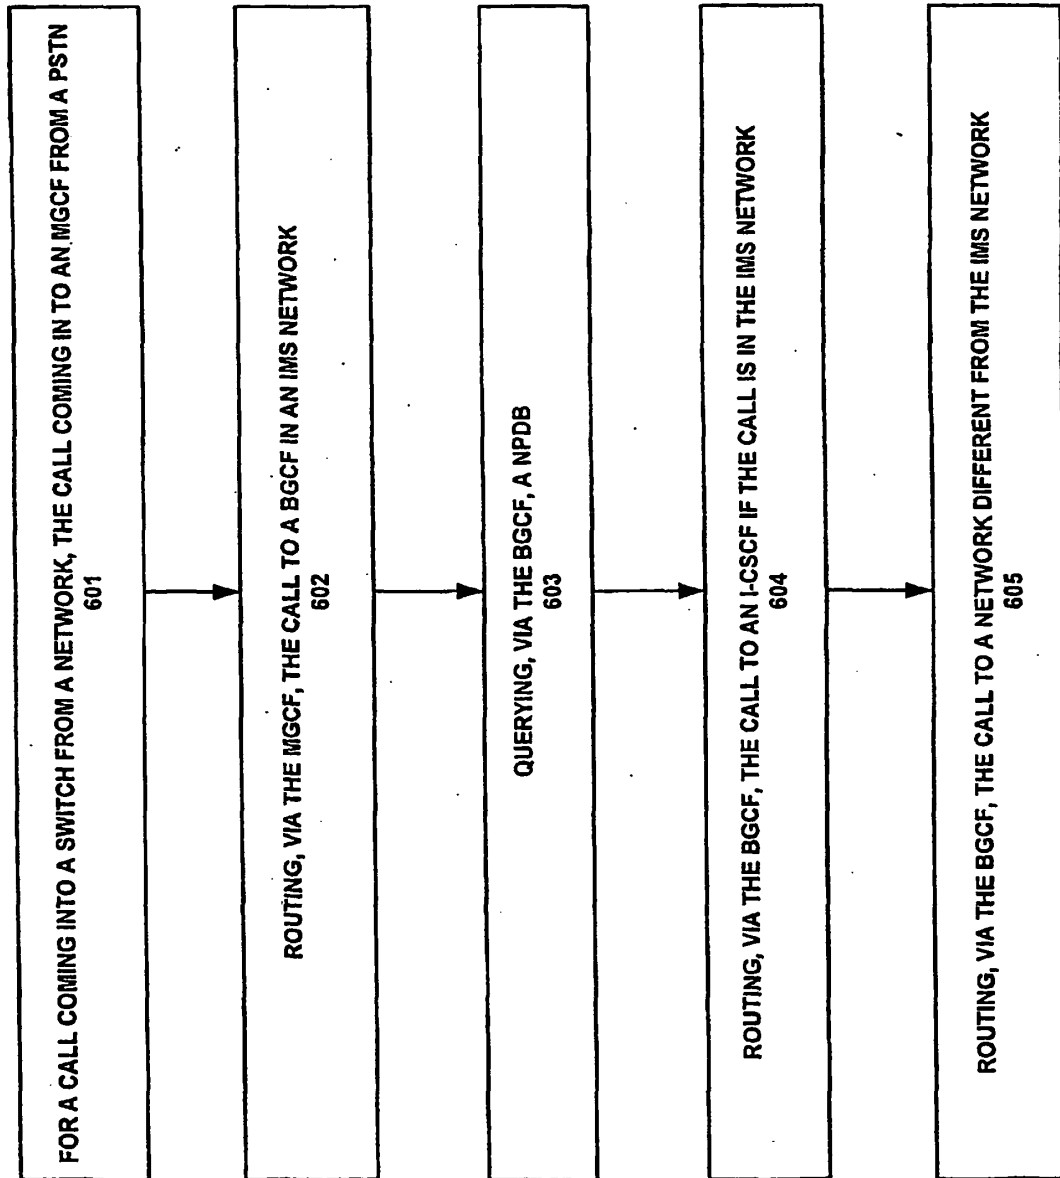 FOR A CALL COMING INTO A SWITCH FROM A NETWORK, THE CALL COMING IN TO AN MGCF FROM A PSTN
601
ROUTING, VIA THE MGCF, THE CALL TO A BGCF IN AN IMS NETWORK
602
QUERYING, VIA THE BGCF, A NPDB
603
ROUTING, VIA THE BGCF, THE CALL TO AN I-CSCF IF THE CALL IS IN THE IMS NETWORK
604
ROUTING, VIA THE BGCF, THE CALL TO A NETWORK DIFFERENT FROM THE IMS NETWORK
605